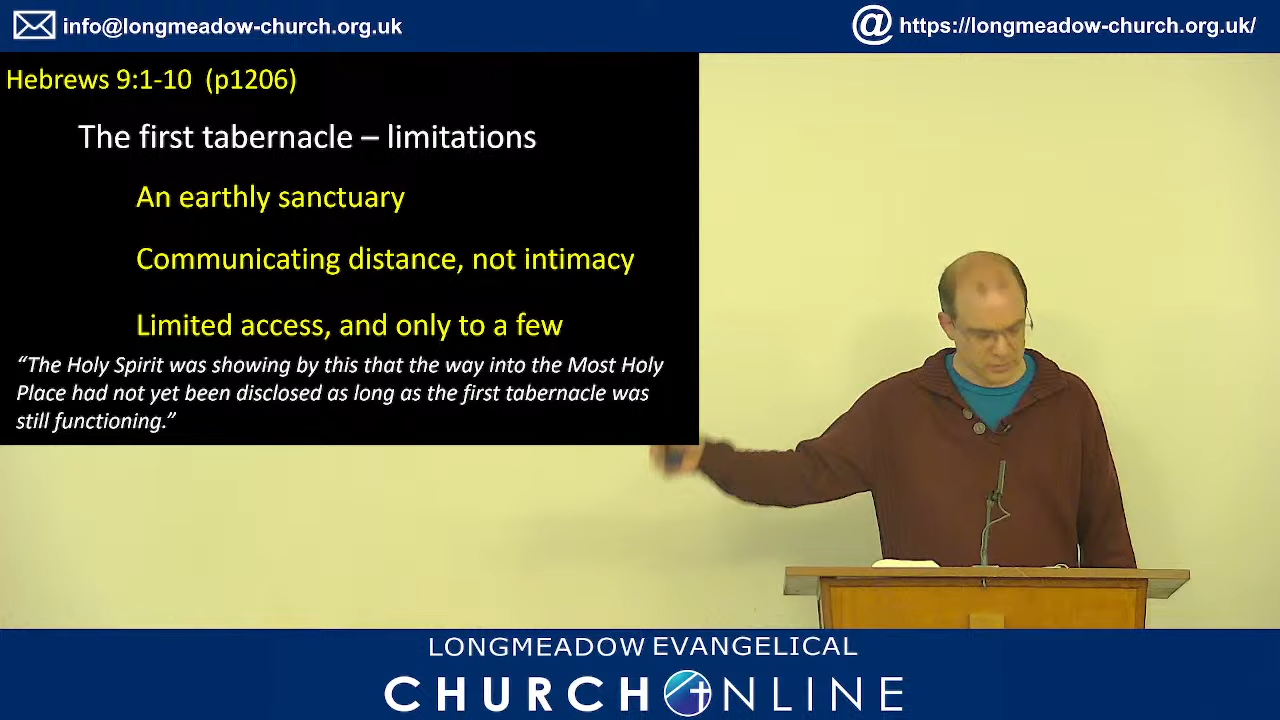 info@longmeadow-church.org.uk
https://longmeadow-church.org.uk/
Hebrews 9:1-10 (p1206)
The first tabernacle – limitations
An earthly sanctuary
Communicating distance, not intimacy
Limited access, and only to a few
“The Holy Spirit was showing by this that the way into the Most Holy
Place had not yet been disclosed as long as the first tabernacle was
still functioning.”
LONGMEADOW EVANGELICAL
CHURCH ONLINE